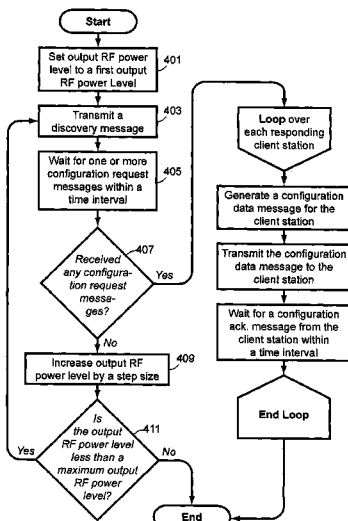 Start
Set output RF power
level to a first output
RF power Level
401
Transmit a
discovery message
403
Wait for one or more
configuration request
messages within a
time interval
405
407
Received
any configura-
tion request
messa-
ges?
Yes
No
Increase output RF
power level by a step size
409
411
Is
the output
RF power level
less than a
maximum output
RF power
level?
Yes
No
Loop over
each responding
client station
Generate a configuration
data message for the
client station
Transmit the configuration
data message to the
client station
Wait for a configuration
ack. message from the
client station within
a time interval
End Loop
End